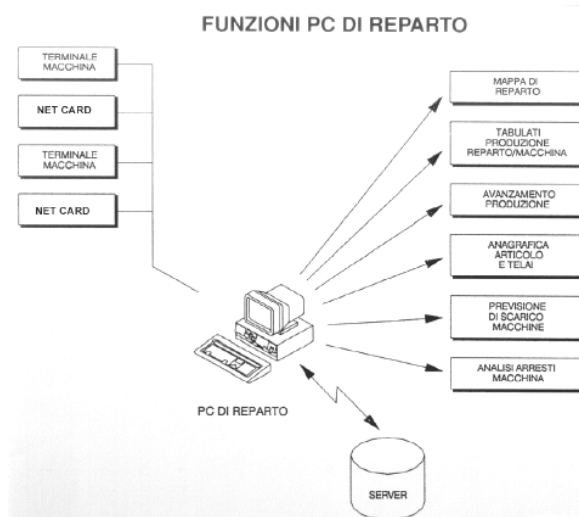 FUNZIONI PC DI REPARTO
TERMINALE
MACCHINA
NET CARD
TERMINALE
MACCHINA
NET CARD
MAPPA DI
REPARTO
TABULATI
PRODUZIONE
REPARTO/MACCHINA
AVANZAMENTO
PRODUZIONE
ANAGRAFICA
ARTICOLO
E TELAI
PREVISIONE
DI SCARICO
MACCHINE
ANALISI ARRESTI
MACCHINA
PC DI REPARTO
SERVER